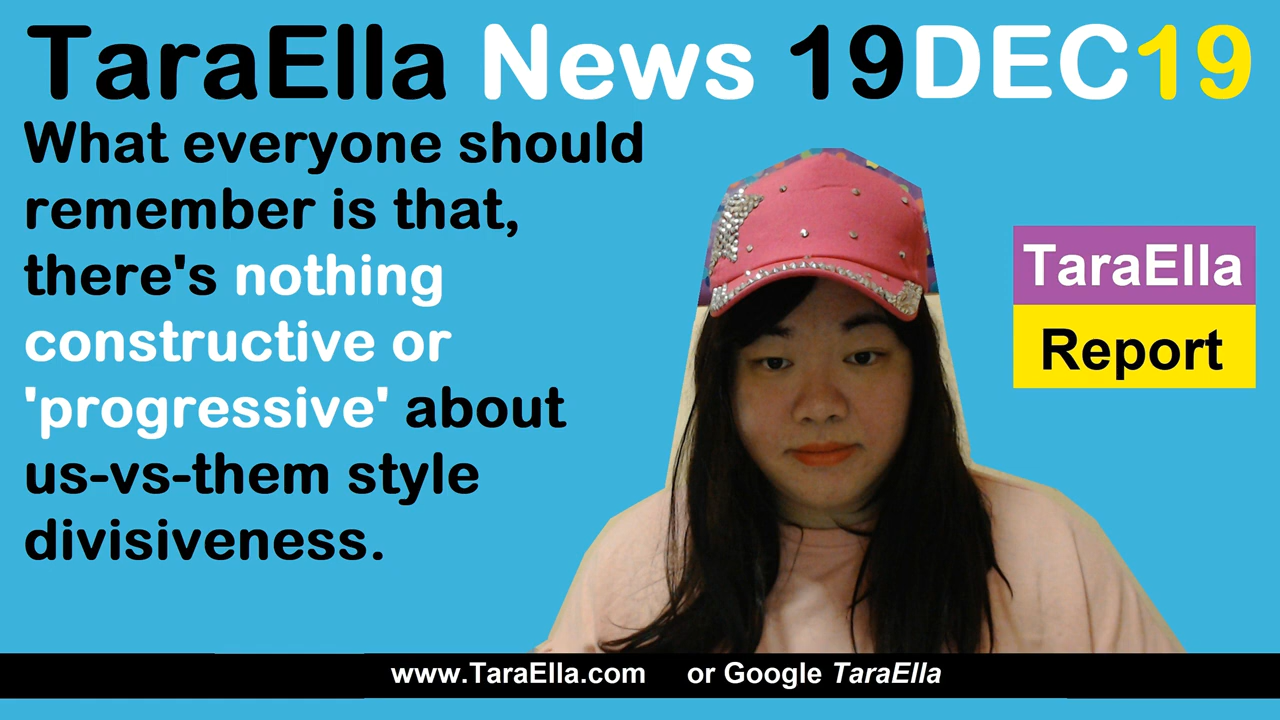 TaraElla News 19DEC19
What everyone should
remember is that,
there's nothing
constructive or
'progressive' about
us-vs-them style
divisiveness.
TaraElla
Report
www.TaraElla.com or Google TaraElla